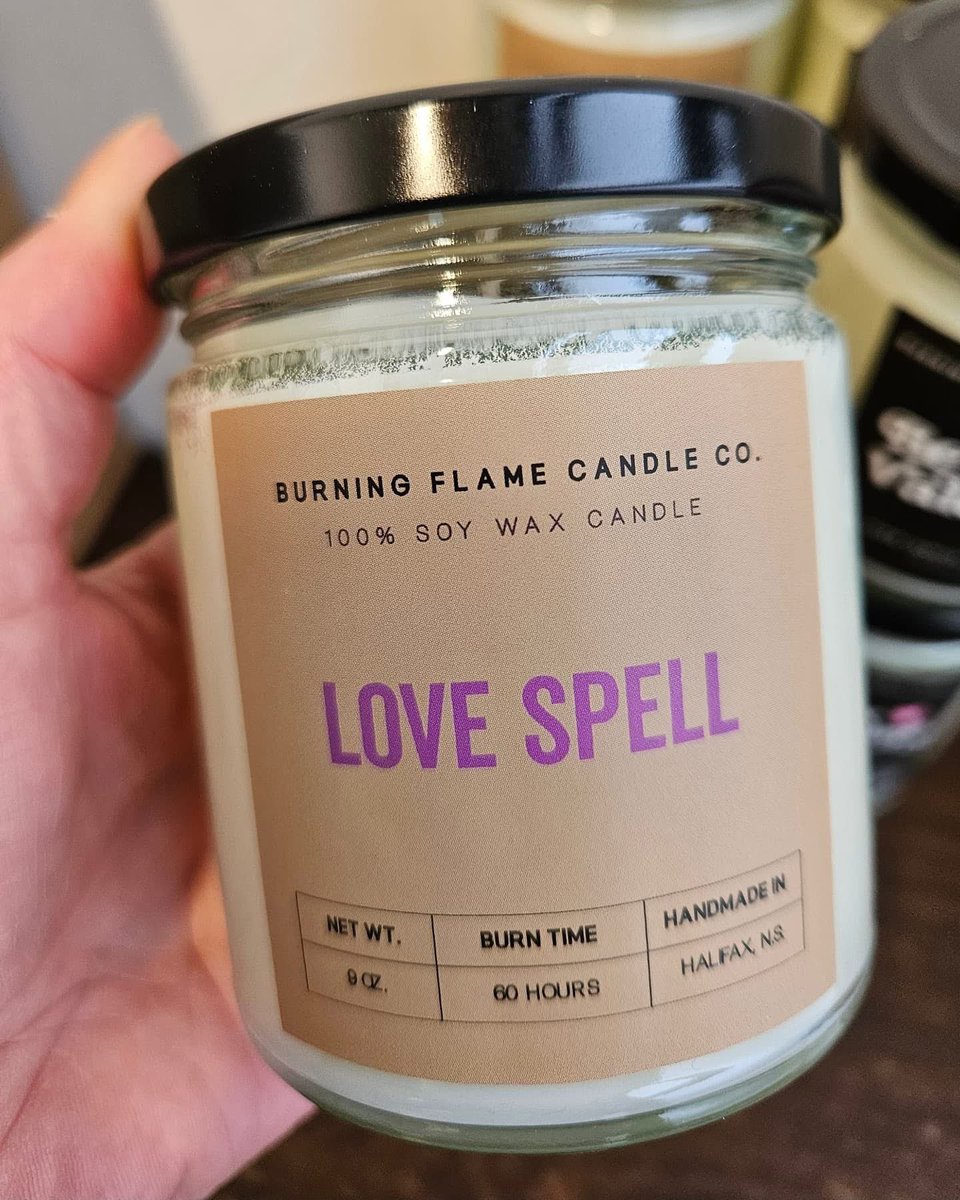 BURNING FLAME CANDLE CO.
100% SOY WAX CANDLE
LOVE SPELL
NET WT.
9 OZ.
BURN TIME
60 HOURS
HANDMADE IN
HALIFAX, N.S.